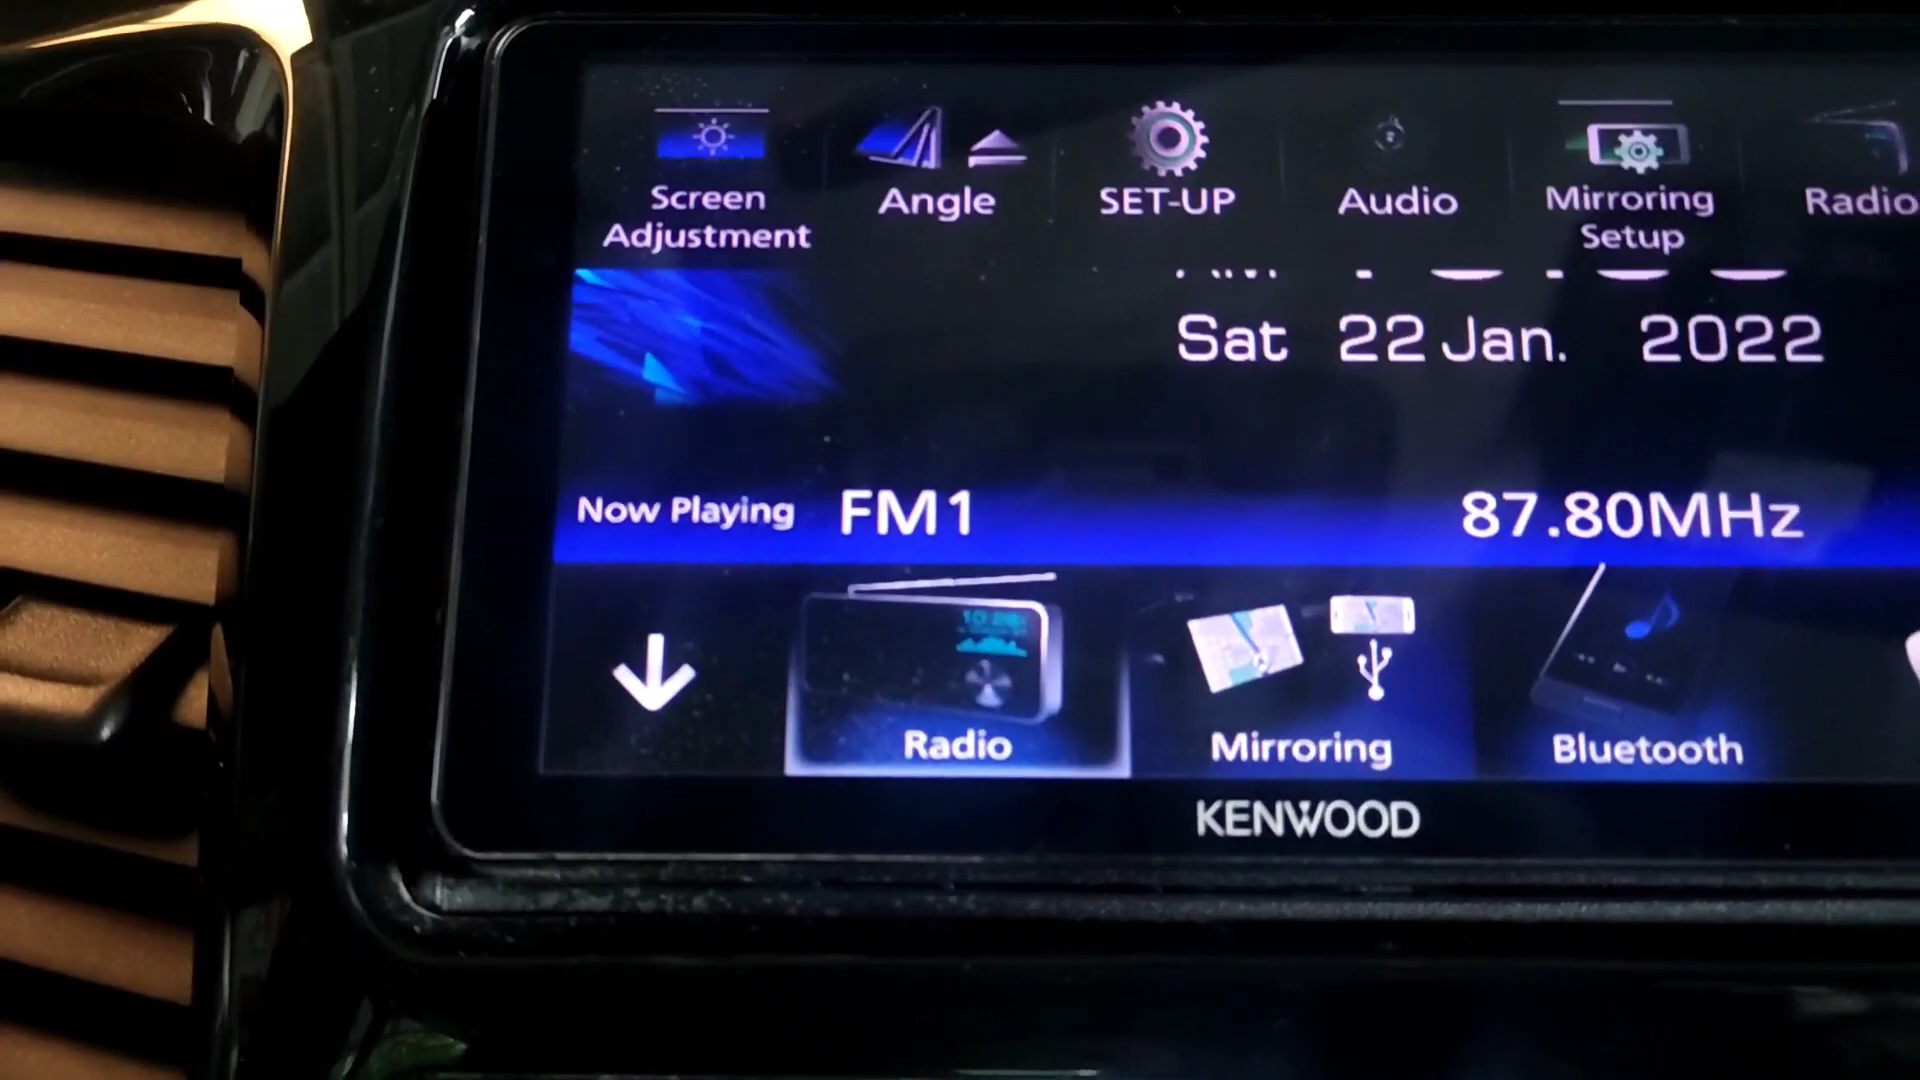 Screen
Adjustment
Angle
SET-UP
Audio
Mirroring
Setup
Radio
Sat 22 Jan. 2022
Now Playing FM1 87.80MHz
Radio
Mirroring
Bluetooth
KENWOOD